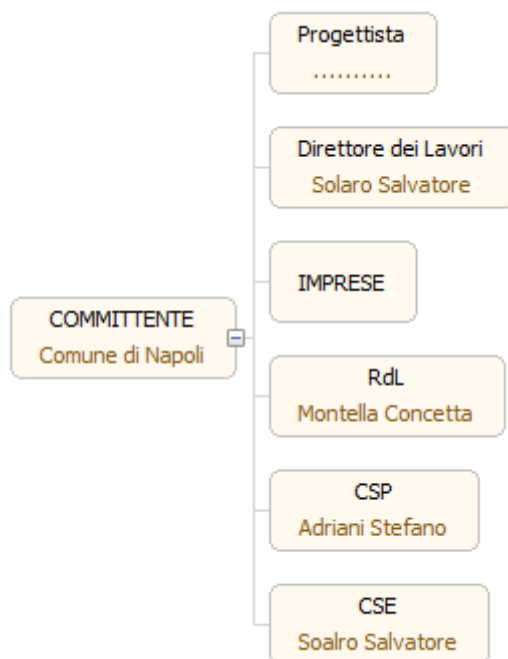 Progettista
..........
Direttore dei Lavori
Solaro Salvatore
IMPRESE
COMMITTENTE
Comune di Napoli
RdL
Montella Concetta
CSP
Adriani Stefano
CSE
Soalro Salvatore